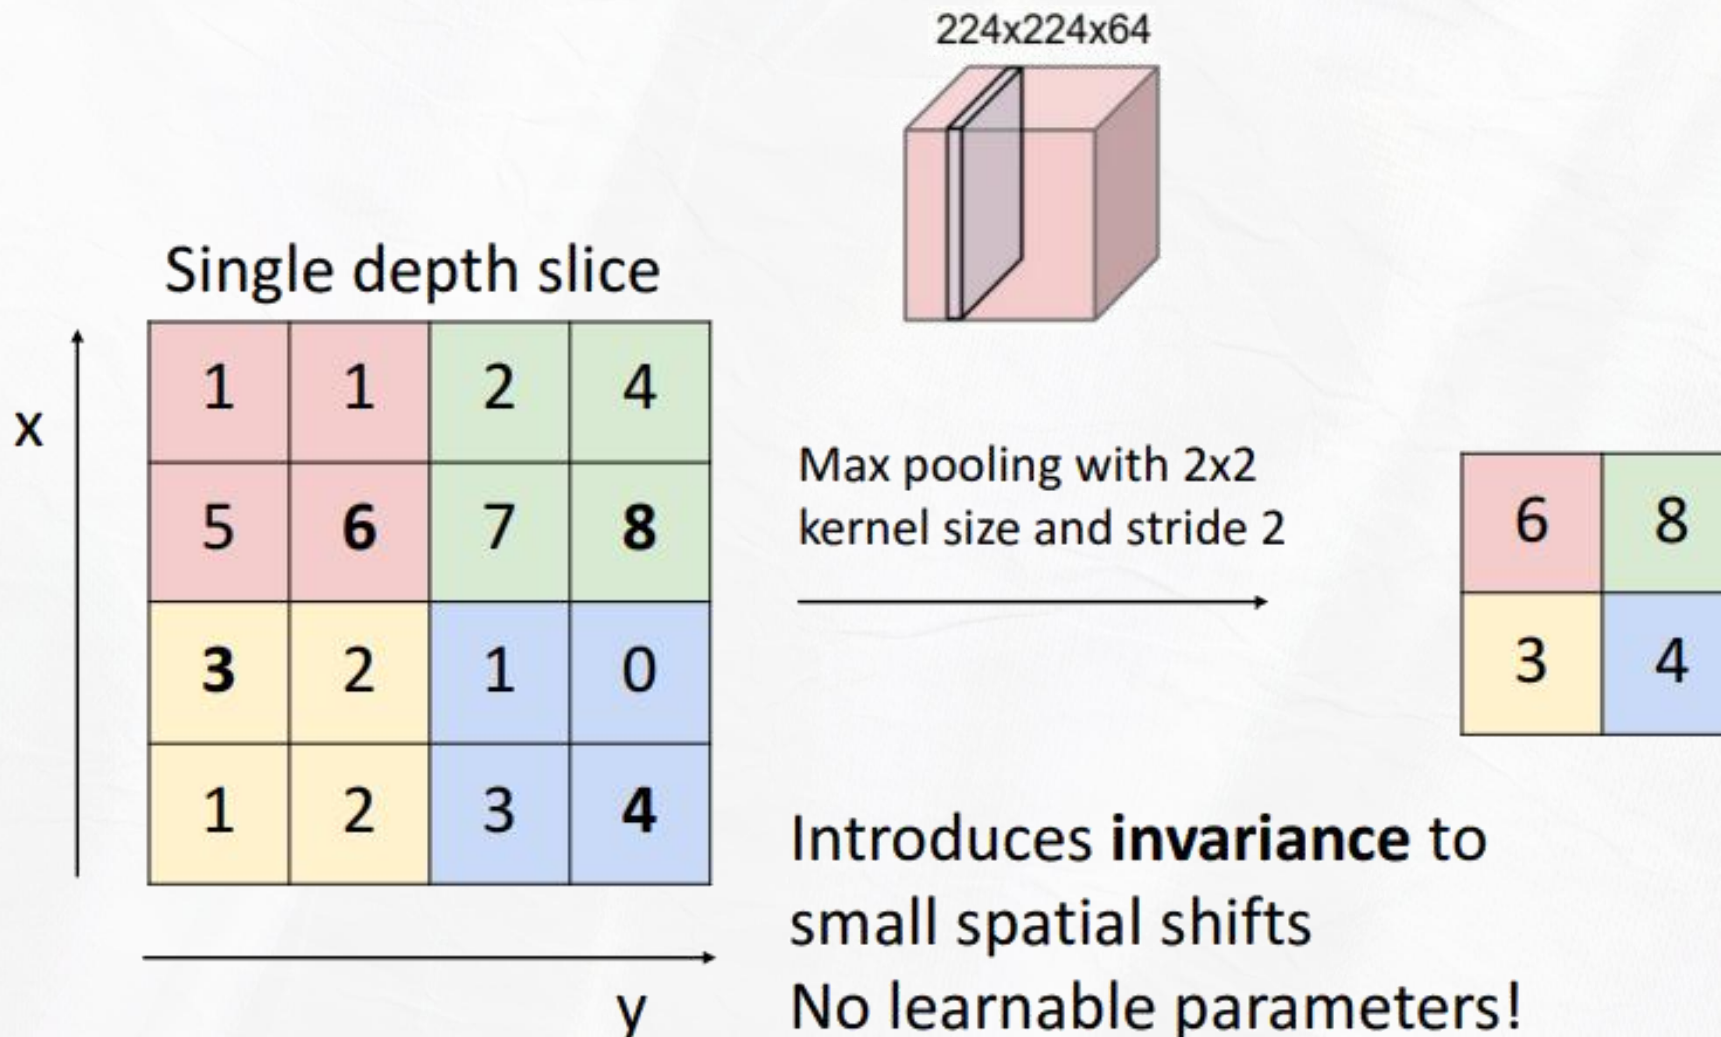 224x224x64
Single depth slice
x
1 1 2 4
5 6 7 8
3 2 1 0
1 2 3 4
y
Max pooling with 2x2
kernel size and stride 2
6 8
3 4
Introduces invariance to
small spatial shifts
No learnable parameters!